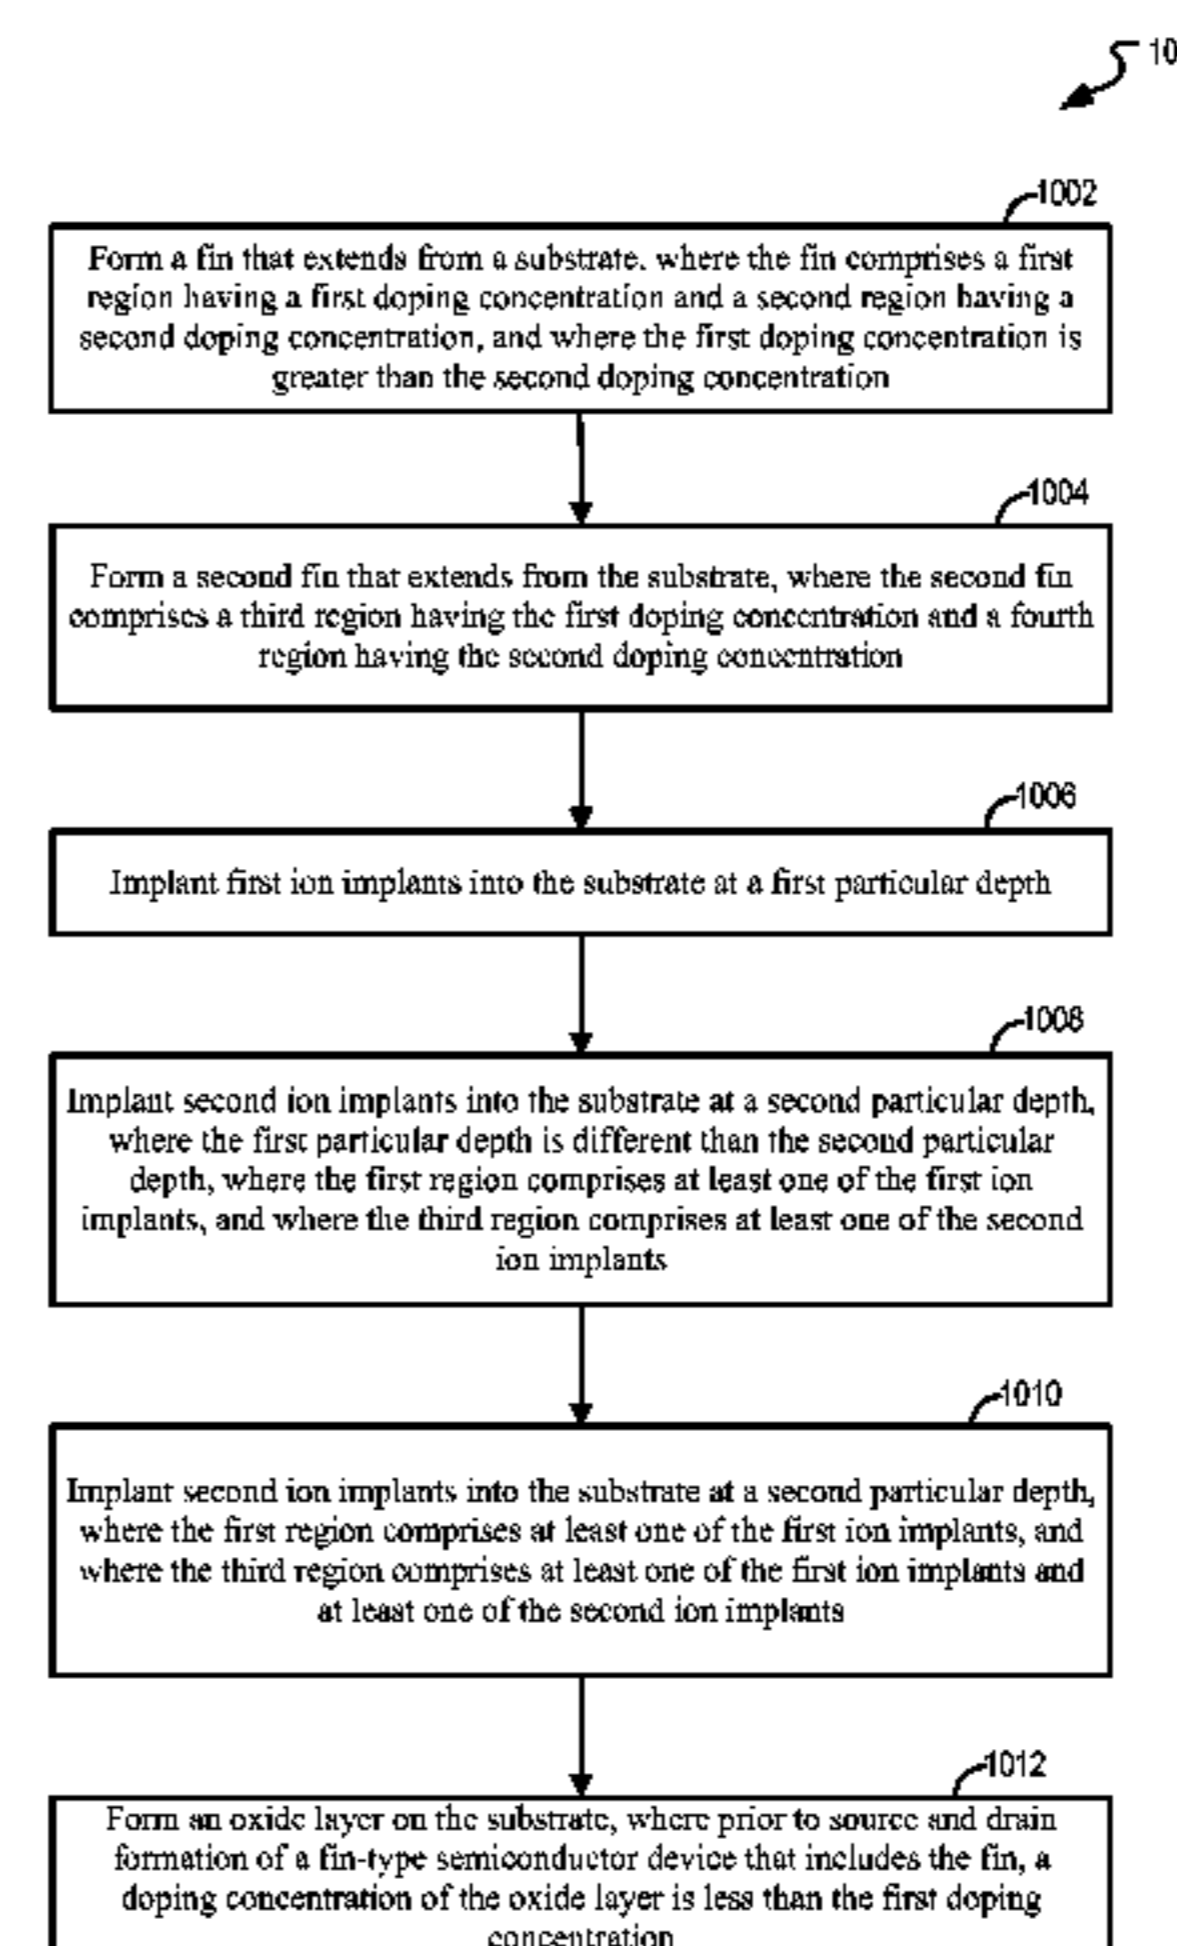 10
1002
Form a fin that extends from a substrate, where the fin comprises a first
region having a first doping concentration and a second region having a
second doping concentration, and where the first doping concentration is
greater than the second doping concentration
1004
Form a second fin that extends from the substrate, where the second fin
comprises a third region having the first doping concentration and a fourth
region having the second doping concentration
1006
Implant first ion implants into the substrate at a first particular depth
1008
Implant second ion implants into the substrate at a second particular depth,
where the first particular depth is different than the second particular
depth, where the first region comprises at least one of the first ion
implants, and where the third region comprises at least one of the second
ion implants
1010
Implant second ion implants into the substrate at a second particular depth,
where the first region comprises at least one of the first ion implants, and
where the third region comprises at least one of the first ion implants and
at least one of the second ion implants
1012
Form an oxide layer on the substrate, where prior to source and drain
formation of a fin-type semiconductor device that includes the fin, a
doping concentration of the oxide layer is less than the first doping
concentration